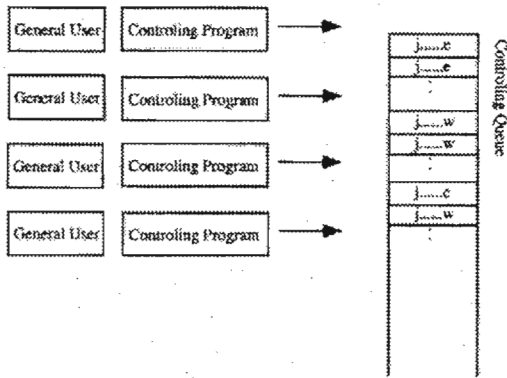 General User
Controling Program
General User
Controling Program
General User
Controling Program
General User
Controling Program
j......e
j......e
:
j......w
j......w
:
j......e
j......w
:
Controling Queue